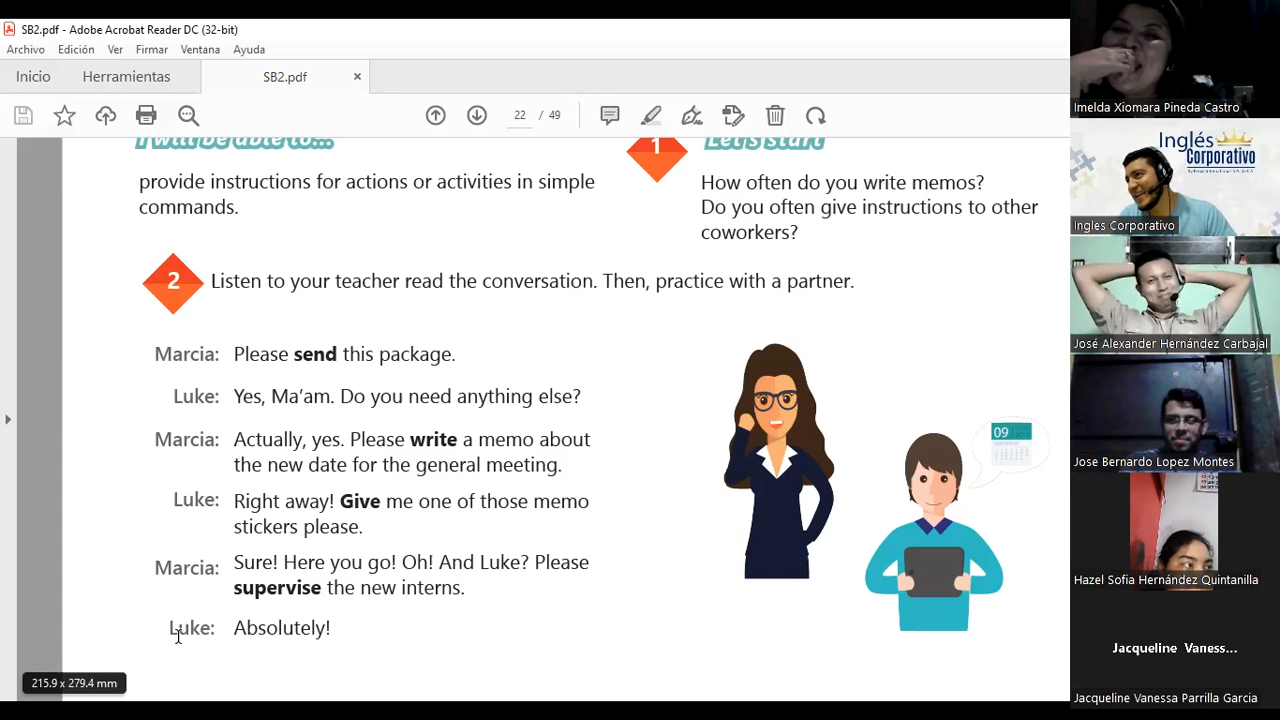 SB2.pdf - Adobe Acrobat Reader DC (32-bit)
Archivo Edición Ver Firmar Ventana Ayuda
Inicio Herramientas SB2.pdf ×
22 / 49
I will be able to...
provide instructions for actions or activities in simple
commands.
1 Let's start
How often do you write memos?
Do you often give instructions to other
coworkers?
2 Listen to your teacher read the conversation. Then, practice with a partner.
Marcia: Please send this package.
Luke: Yes, Ma'am. Do you need anything else?
Marcia: Actually, yes. Please write a memo about
the new date for the general meeting.
Luke: Right away! Give me one of those memo
stickers please.
Marcia: Sure! Here you go! Oh! And Luke? Please
supervise the new interns.
Luke: Absolutely!
09
215.9 x 279.4 mm
Imelda Xiomara Pineda Castro
Inglés
Corporativo
Ingles Corporativo
José Alexander Hernández Carbajal
Jose Bernardo Lopez Montes
Hazel Sofia Hernández Quintanilla
Jacqueline Vaness...
Jacqueline Vanessa Parrilla Garcia